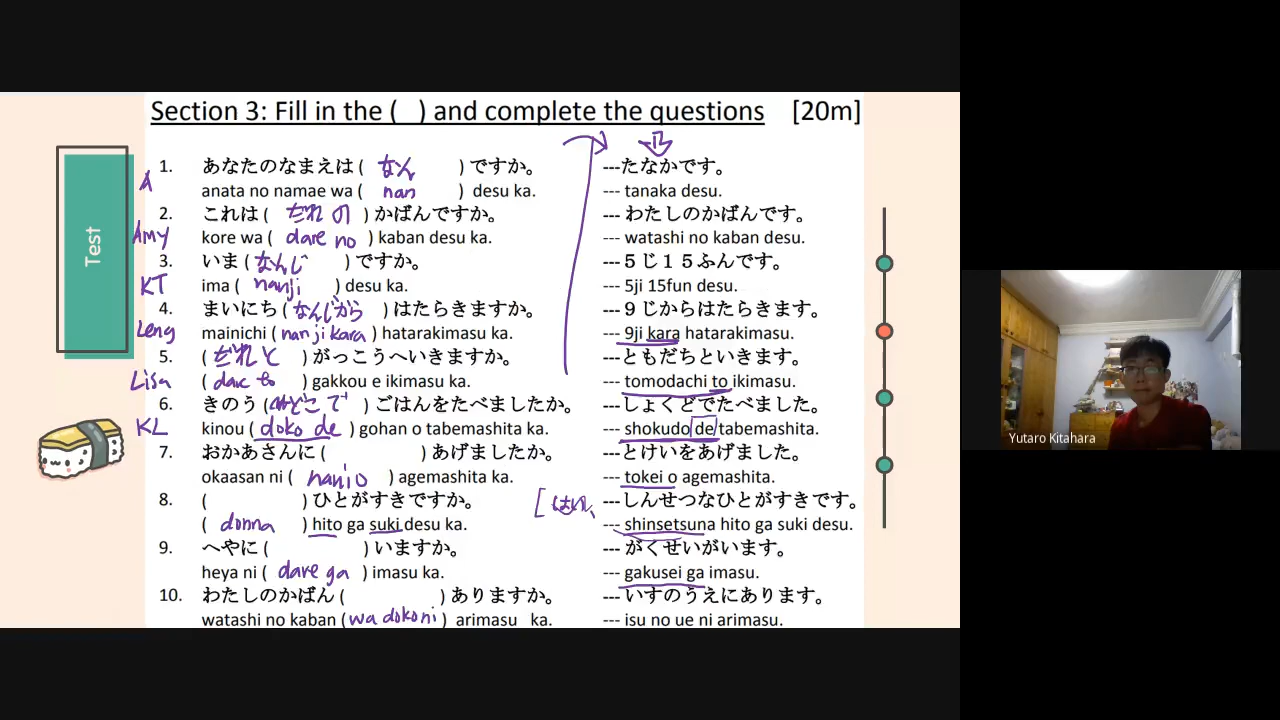 Section 3: Fill in the ( ) and complete the questions [20m]
Test
1. あなたのなまえは ( なん ) ですか。 ---たなかです。
A anata no namae wa ( nan ) desu ka. --- tanaka desu.
2. これは ( だれ の ) かばんですか。 --- わたしのかばんです。
Amy kore wa ( dare no ) kaban desu ka. --- watashi no kaban desu.
3. いま ( なんじ ) ですか。 ---５じ１５ふんです。
KT ima ( nanji ) desu ka. --- 5ji 15fun desu.
4. まいにち ( なんじから ) はたらきますか。 ---９じからはたらきます。
Leng mainichi ( nanji kara ) hatarakimasu ka. --- 9ji kara hatarakimasu.
5. ( だれと ) がっこうへいきますか。 ---ともだちといきます。
Lisa ( dare to ) gakkou e ikimasu ka. --- tomodachi to ikimasu.
6. きのう ( どこで ) ごはんをたべましたか。 ---しょくどでたべました。
KL kinou ( doko de ) gohan o tabemashita ka. --- shokudo de tabemashita.
7. おかあさんに ( ) あげましたか。 ---とけいをあげました。
okaasan ni ( nani o ) agemashita ka. --- tokei o agemashita.
8. ( ) ひとがすきですか。 [ はい、 ---しんせつなひとがすきです。
( donna ) hito ga suki desu ka. --- shinsetsuna hito ga suki desu.
9. へやに ( ) いますか。 --- がくせいがいます。
heya ni ( dare ga ) imasu ka. --- gakusei ga imasu.
10. わたしのかばん ( ) ありますか。 --- いすのうえにあります。
watashi no kaban ( wa doko ni ) arimasu ka. --- isu no ue ni arimasu.
Yutaro Kitahara